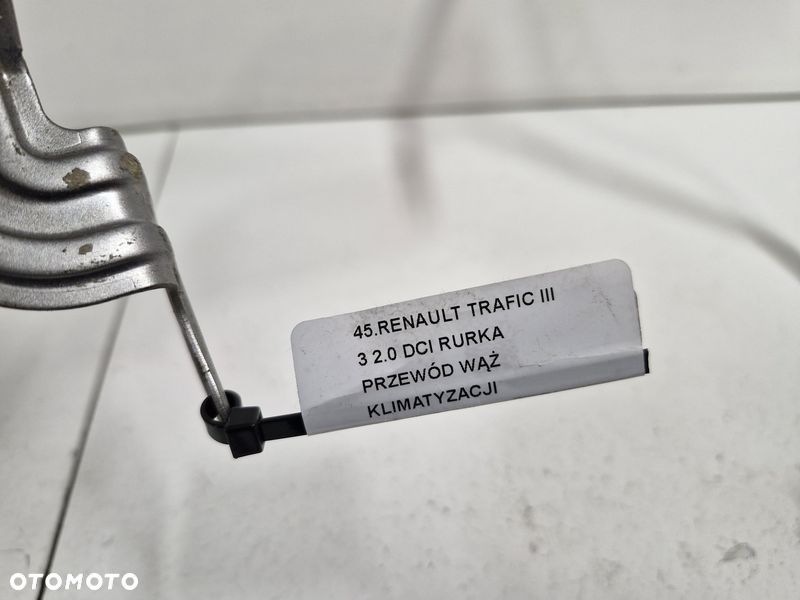 45.RENAULT TRAFIC III
3 2.0 DCI RURKA
PRZEWÓD WĄŻ
KLIMATYZACJI
OTOMOTO